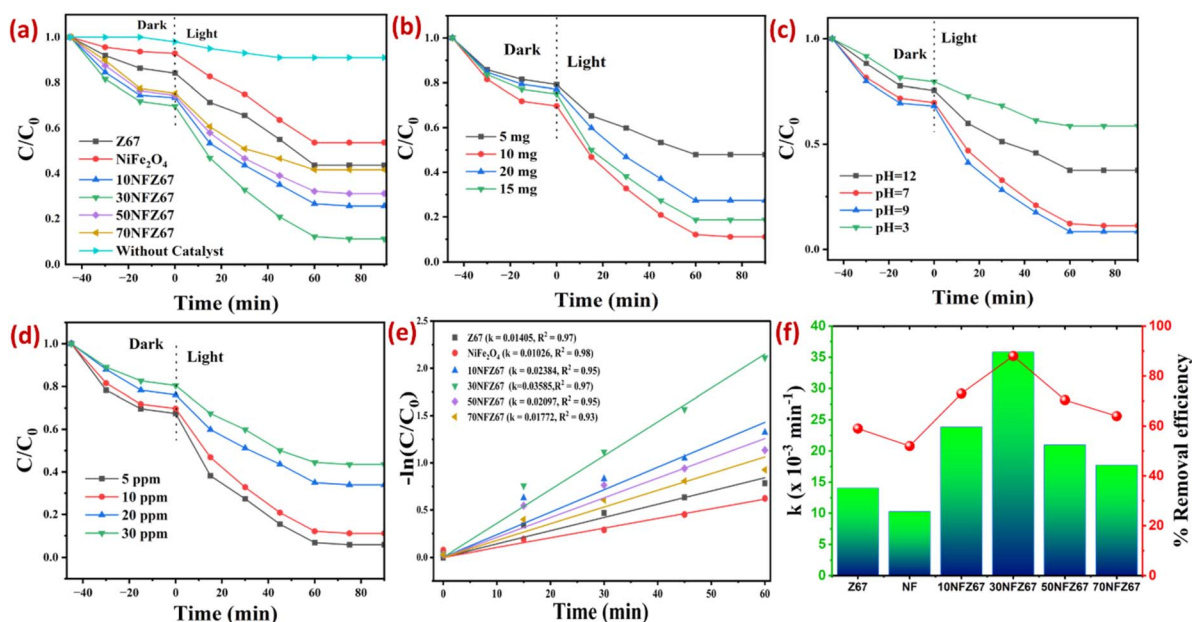 (a)
Dark
Light
1.0
0.8
0.6
0.4
0.2
0.0
C/C0
Z67
NiFe2O4
10NFZ67
30NFZ67
50NFZ67
70NFZ67
Without Catalyst
−40 −20 0 20 40 60 80
Time (min)
(b)
Dark
Light
1.0
0.8
0.6
0.4
0.2
0.0
C/C0
5 mg
10 mg
20 mg
15 mg
−40 −20 0 20 40 60 80
Time (min)
(c)
Light
Dark
1.0
0.5
0.0
C/C0
pH=12
pH=7
pH=9
pH=3
−40 −20 0 20 40 60 80
Time (min)
(d)
Dark
Light
1.0
0.8
0.6
0.4
0.2
0.0
C/C0
5 ppm
10 ppm
20 ppm
30 ppm
−40 −20 0 20 40 60 80
Time (min)
(e)
2.5
2.0
1.5
1.0
0.5
0.0
-ln(C/C0)
Z67 (k = 0.01405, R2 = 0.97)
NiFe2O4 (k = 0.01026, R2 = 0.98)
10NFZ67 (k = 0.02384, R2 = 0.95)
30NFZ67 (k=0.03585,R2 = 0.97)
50NFZ67 (k = 0.02097, R2 = 0.95)
70NFZ67 (k = 0.01772, R2 = 0.93)
0 15 30 45 60
Time (min)
(f)
40
35
30
25
20
15
10
5
0
k (x 10-3 min-1)
100
80
60
40
20
0
% Removal efficiency
Z67 NF 10NFZ67 30NFZ67 50NFZ67 70NFZ67